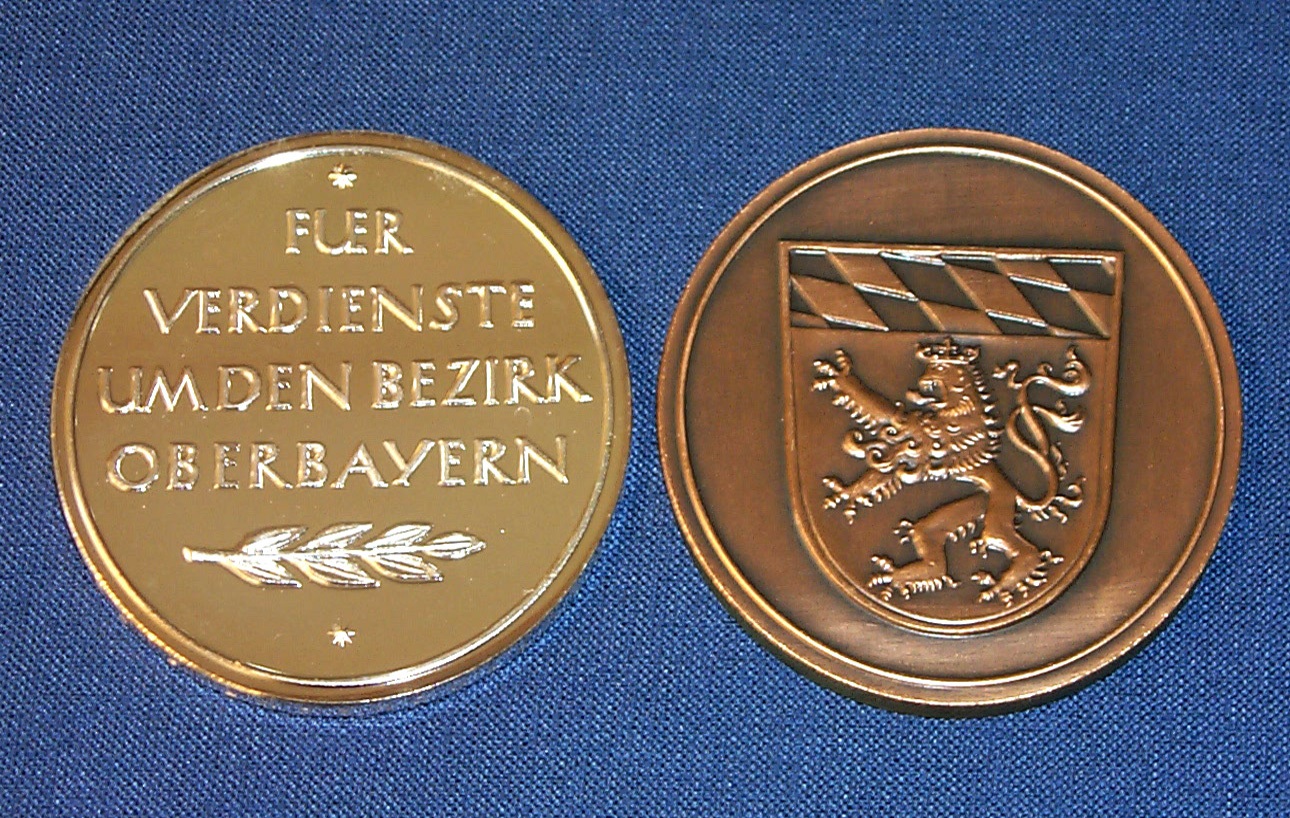 FUER
VERDIENSTE
UM DEN BEZIRK
OBERBAYERN